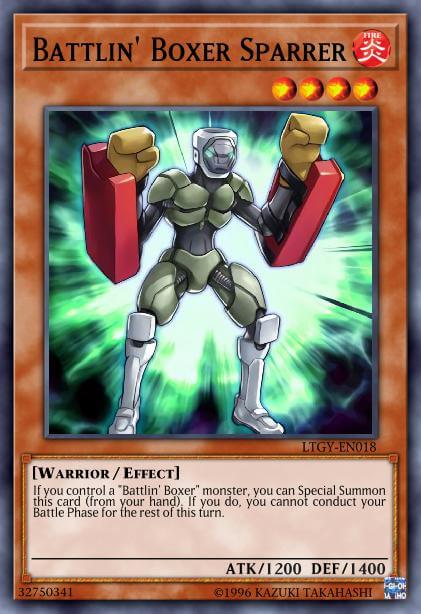 Battlin' Boxer Sparrer
FIRE
炎
LTGY-EN018
[Warrior / Effect]
If you control a "Battlin' Boxer" monster, you can Special Summon
this card (from your hand). If you do, you cannot conduct your
Battle Phase for the rest of this turn.
ATK/1200 DEF/1400
32750341
©1996 KAZUKI TAKAHASHI